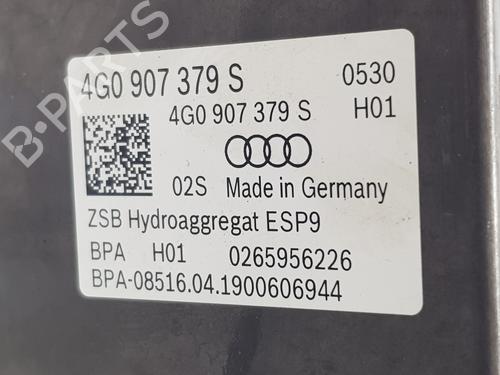 4G0 907 379 S 0530
4G0 907 379 S H01
02S Made in Germany
ZSB Hydroaggregat ESP9
BPA H01 0265956226
BPA-08516.04.1900606944
B-PARTS